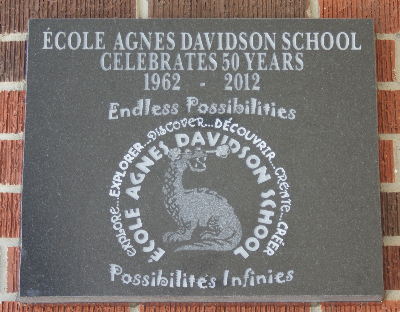 ÉCOLE AGNES DAVIDSON SCHOOL
CELEBRATES 50 YEARS
1962 - 2012
Endless Possibilities
explore...EXPLORER...DISCOVER...DÉCOUVRIR...CREATE...CRÉER
ÉCOLE AGNES DAVIDSON SCHOOL
Possibilités Infinies